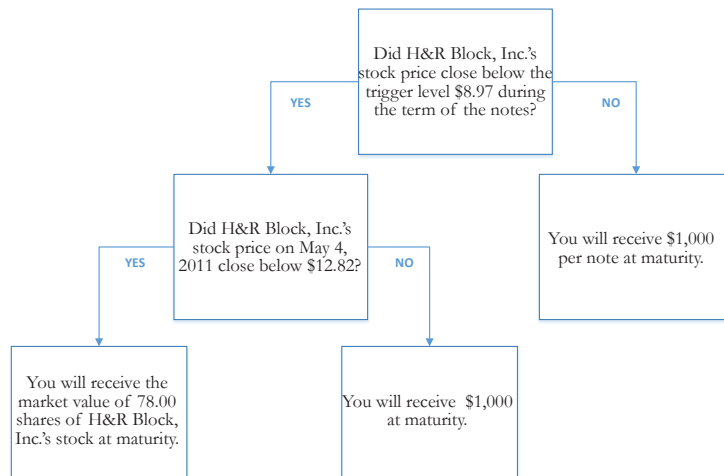 Did H&R Block, Inc.'s
stock price close below the
trigger level $8.97 during
the term of the notes?
YES
NO
Did H&R Block, Inc.'s
stock price on May 4,
2011 close below $12.82?
You will receive $1,000
per note at maturity.
YES
NO
You will receive the
market value of 78.00
shares of H&R Block,
Inc.'s stock at maturity.
You will receive $1,000
at maturity.